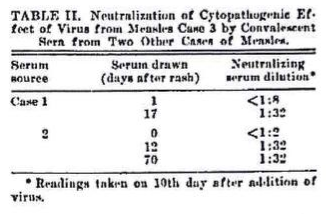 TABLE II. Neutralization of Cytopathogenic Ef-
fect of Virus from Measles Case 3 by Convalescent
Sera from Two Other Cases of Measles.
Serum Serum drawn Neutralizing
source (days after rash) serum dilution*
Case 1 1 <1:8
17 1:32
2 0 <1:2
12 1:32
70 1:32
* Readings taken on 10th day after addition of
virus.